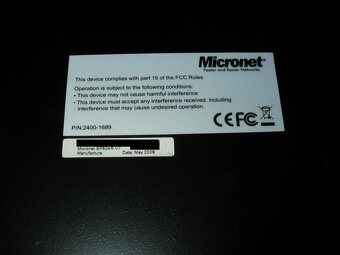 Micronet®
Faster and Easier Networks
This device complies with part 15 of the FCC Rules.
Operation is subject to the following conditions:
• This device may not cause harmful interference
• This device must accept any interference received, including
interference that may cause undesired operation.
CE FC
P/N:2400-1689
Micronet SP624R V1
Manufacture Date: May 2009